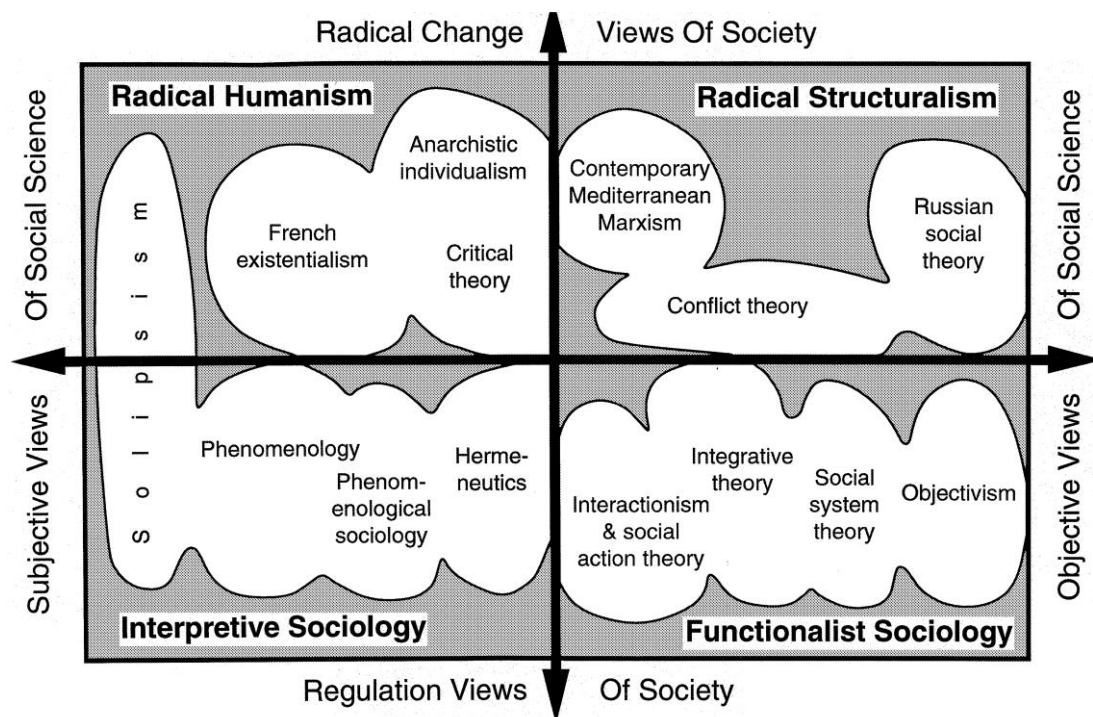 Radical Change Views Of Society
Radical Humanism
Radical Structuralism
Of Social Science
Subjective Views
Of Social Science
Objective Views
Solipsism
French
existentialism
Anarchistic
individualism
Critical
theory
Contemporary
Mediterranean
Marxism
Conflict theory
Russian
social
theory
Phenomenology
Phenom-
enological
sociology
Herme-
neutics
Interactionism
& social
action theory
Integrative
theory
Social
system
theory
Objectivism
Interpretive Sociology
Functionalist Sociology
Regulation Views Of Society